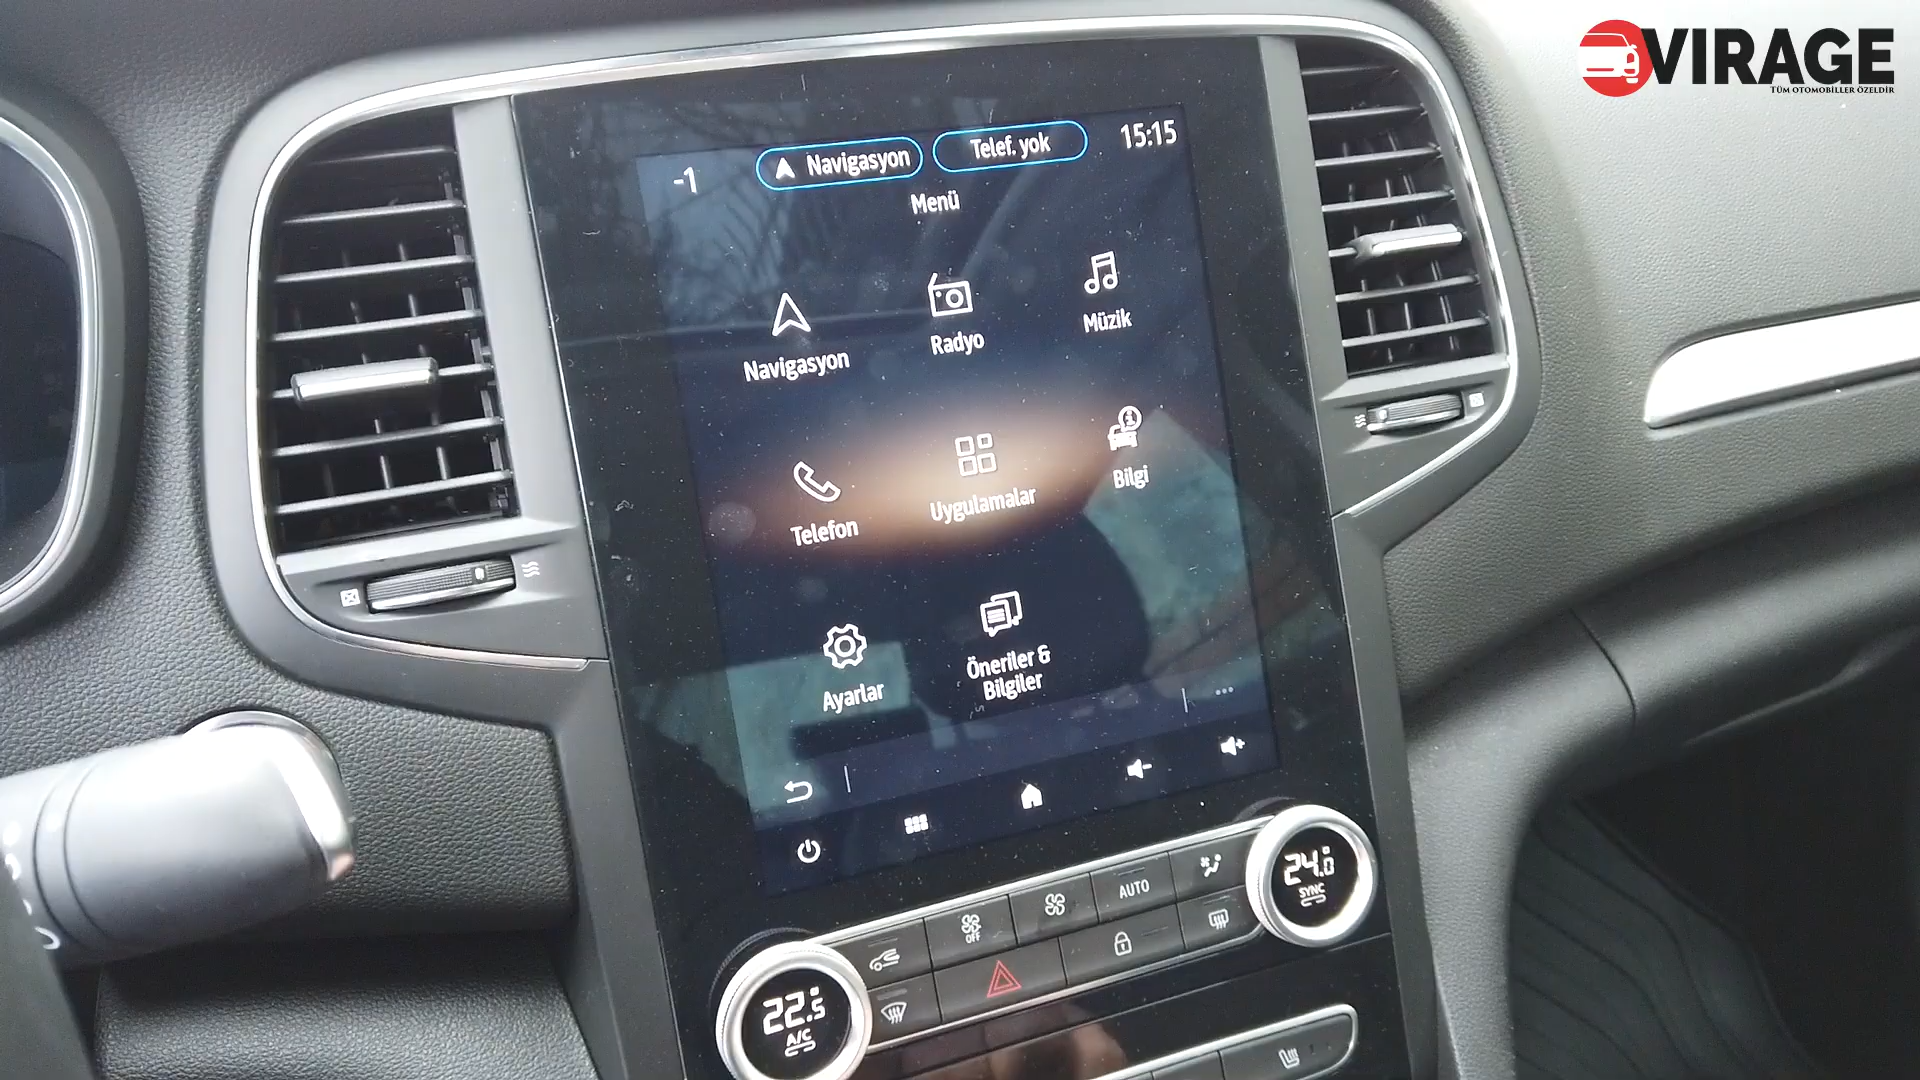 VIRAGE
TÜM OTOMOBİLLER ÖZELDİR
-1
Navigasyon
Telef. yok
15:15
Menü
Navigasyon
Radyo
Müzik
Telefon
Uygulamalar
Bilgi
Ayarlar
Öneriler &
Bilgiler
24.0
SYNC
AUTO
OFF
22.5
A/C